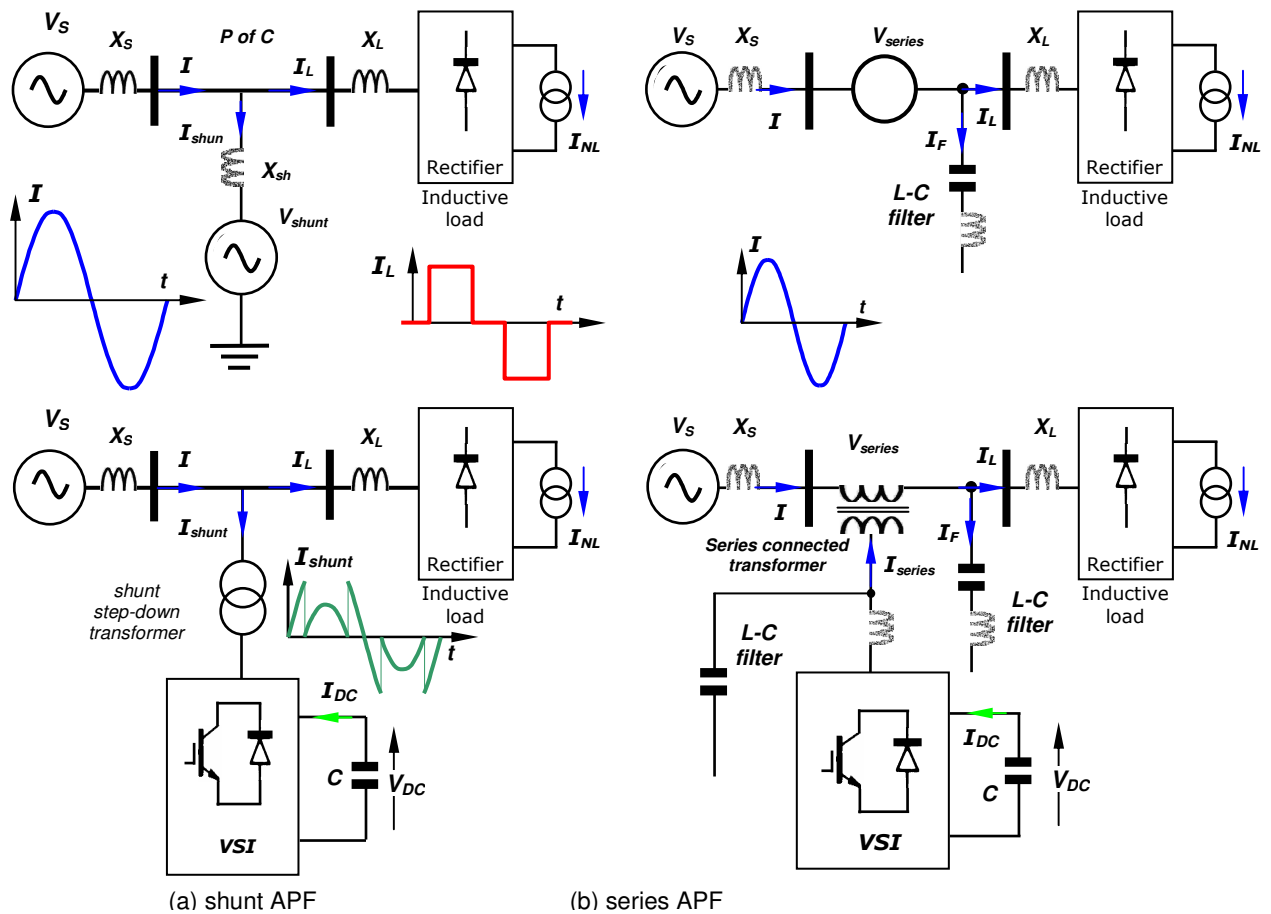 V_S X_S P of C X_L
I I_L
I_shun
Rectifier
I_NL
X_sh
Inductive
load
V_shunt
I
t
I_L
t
V_S X_S V_series X_L
I I_F I_L
Rectifier
I_NL
Inductive
load
L-C
filter
I
t
V_S X_S X_L
I I_L
I_shunt
Rectifier
I_NL
Inductive
load
shunt
step-down
transformer
I_shunt
t
I_DC
C
V_DC
VSI
V_S X_S V_series X_L
I I_L
I_F
Series connected
transformer
I_series
Rectifier
I_NL
Inductive
load
L-C
filter
L-C
filter
I_DC
C
V_DC
VSI
(a) shunt APF
(b) series APF